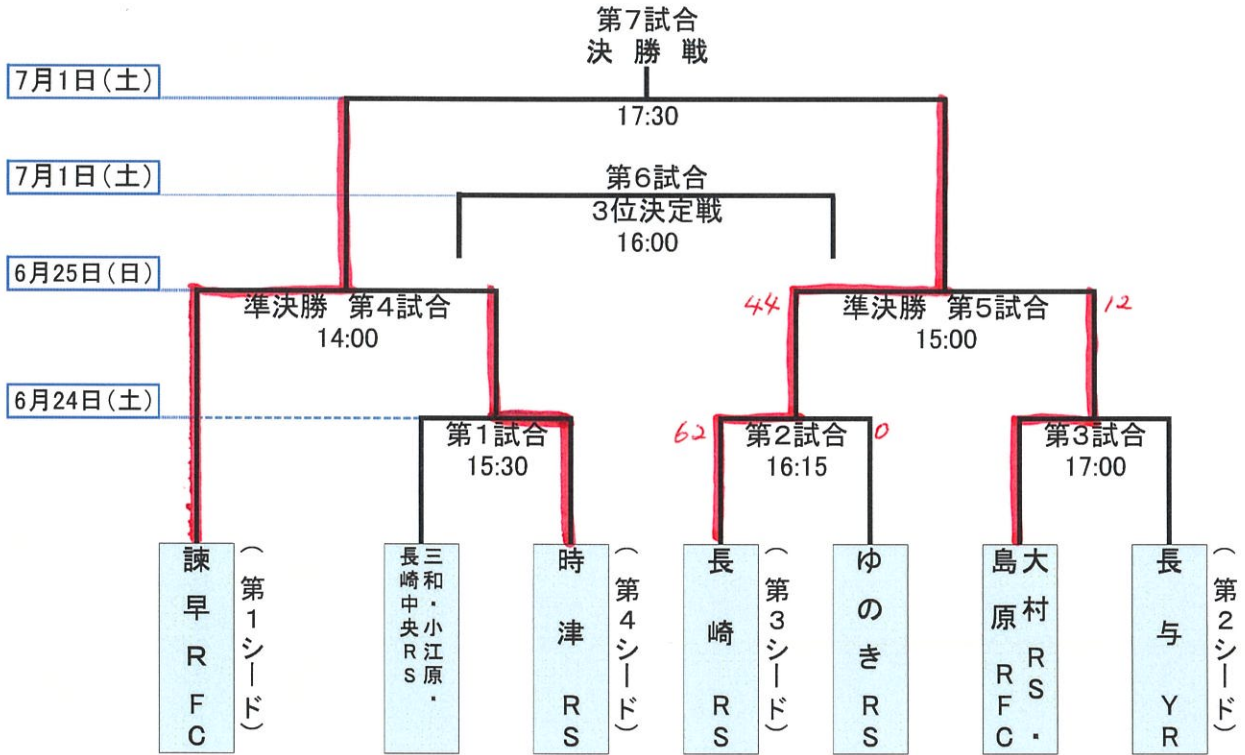 第7試合
決勝戦
7月1日(土)
17:30
7月1日(土)
第6試合
3位決定戦
16:00
6月25日(日)
準決勝 第4試合
14:00
44
準決勝 第5試合
12
15:00
6月24日(土)
第1試合
15:30
62
第2試合
0
16:15
第3試合
17:00
諫早RFC
(第1シード)
三和・小江原・
長崎中央RS
時津RS
(第4シード)
長崎RS
(第3シード)
ゆのきRS
大村RS・
島原RFC
長与YR
(第2シード)